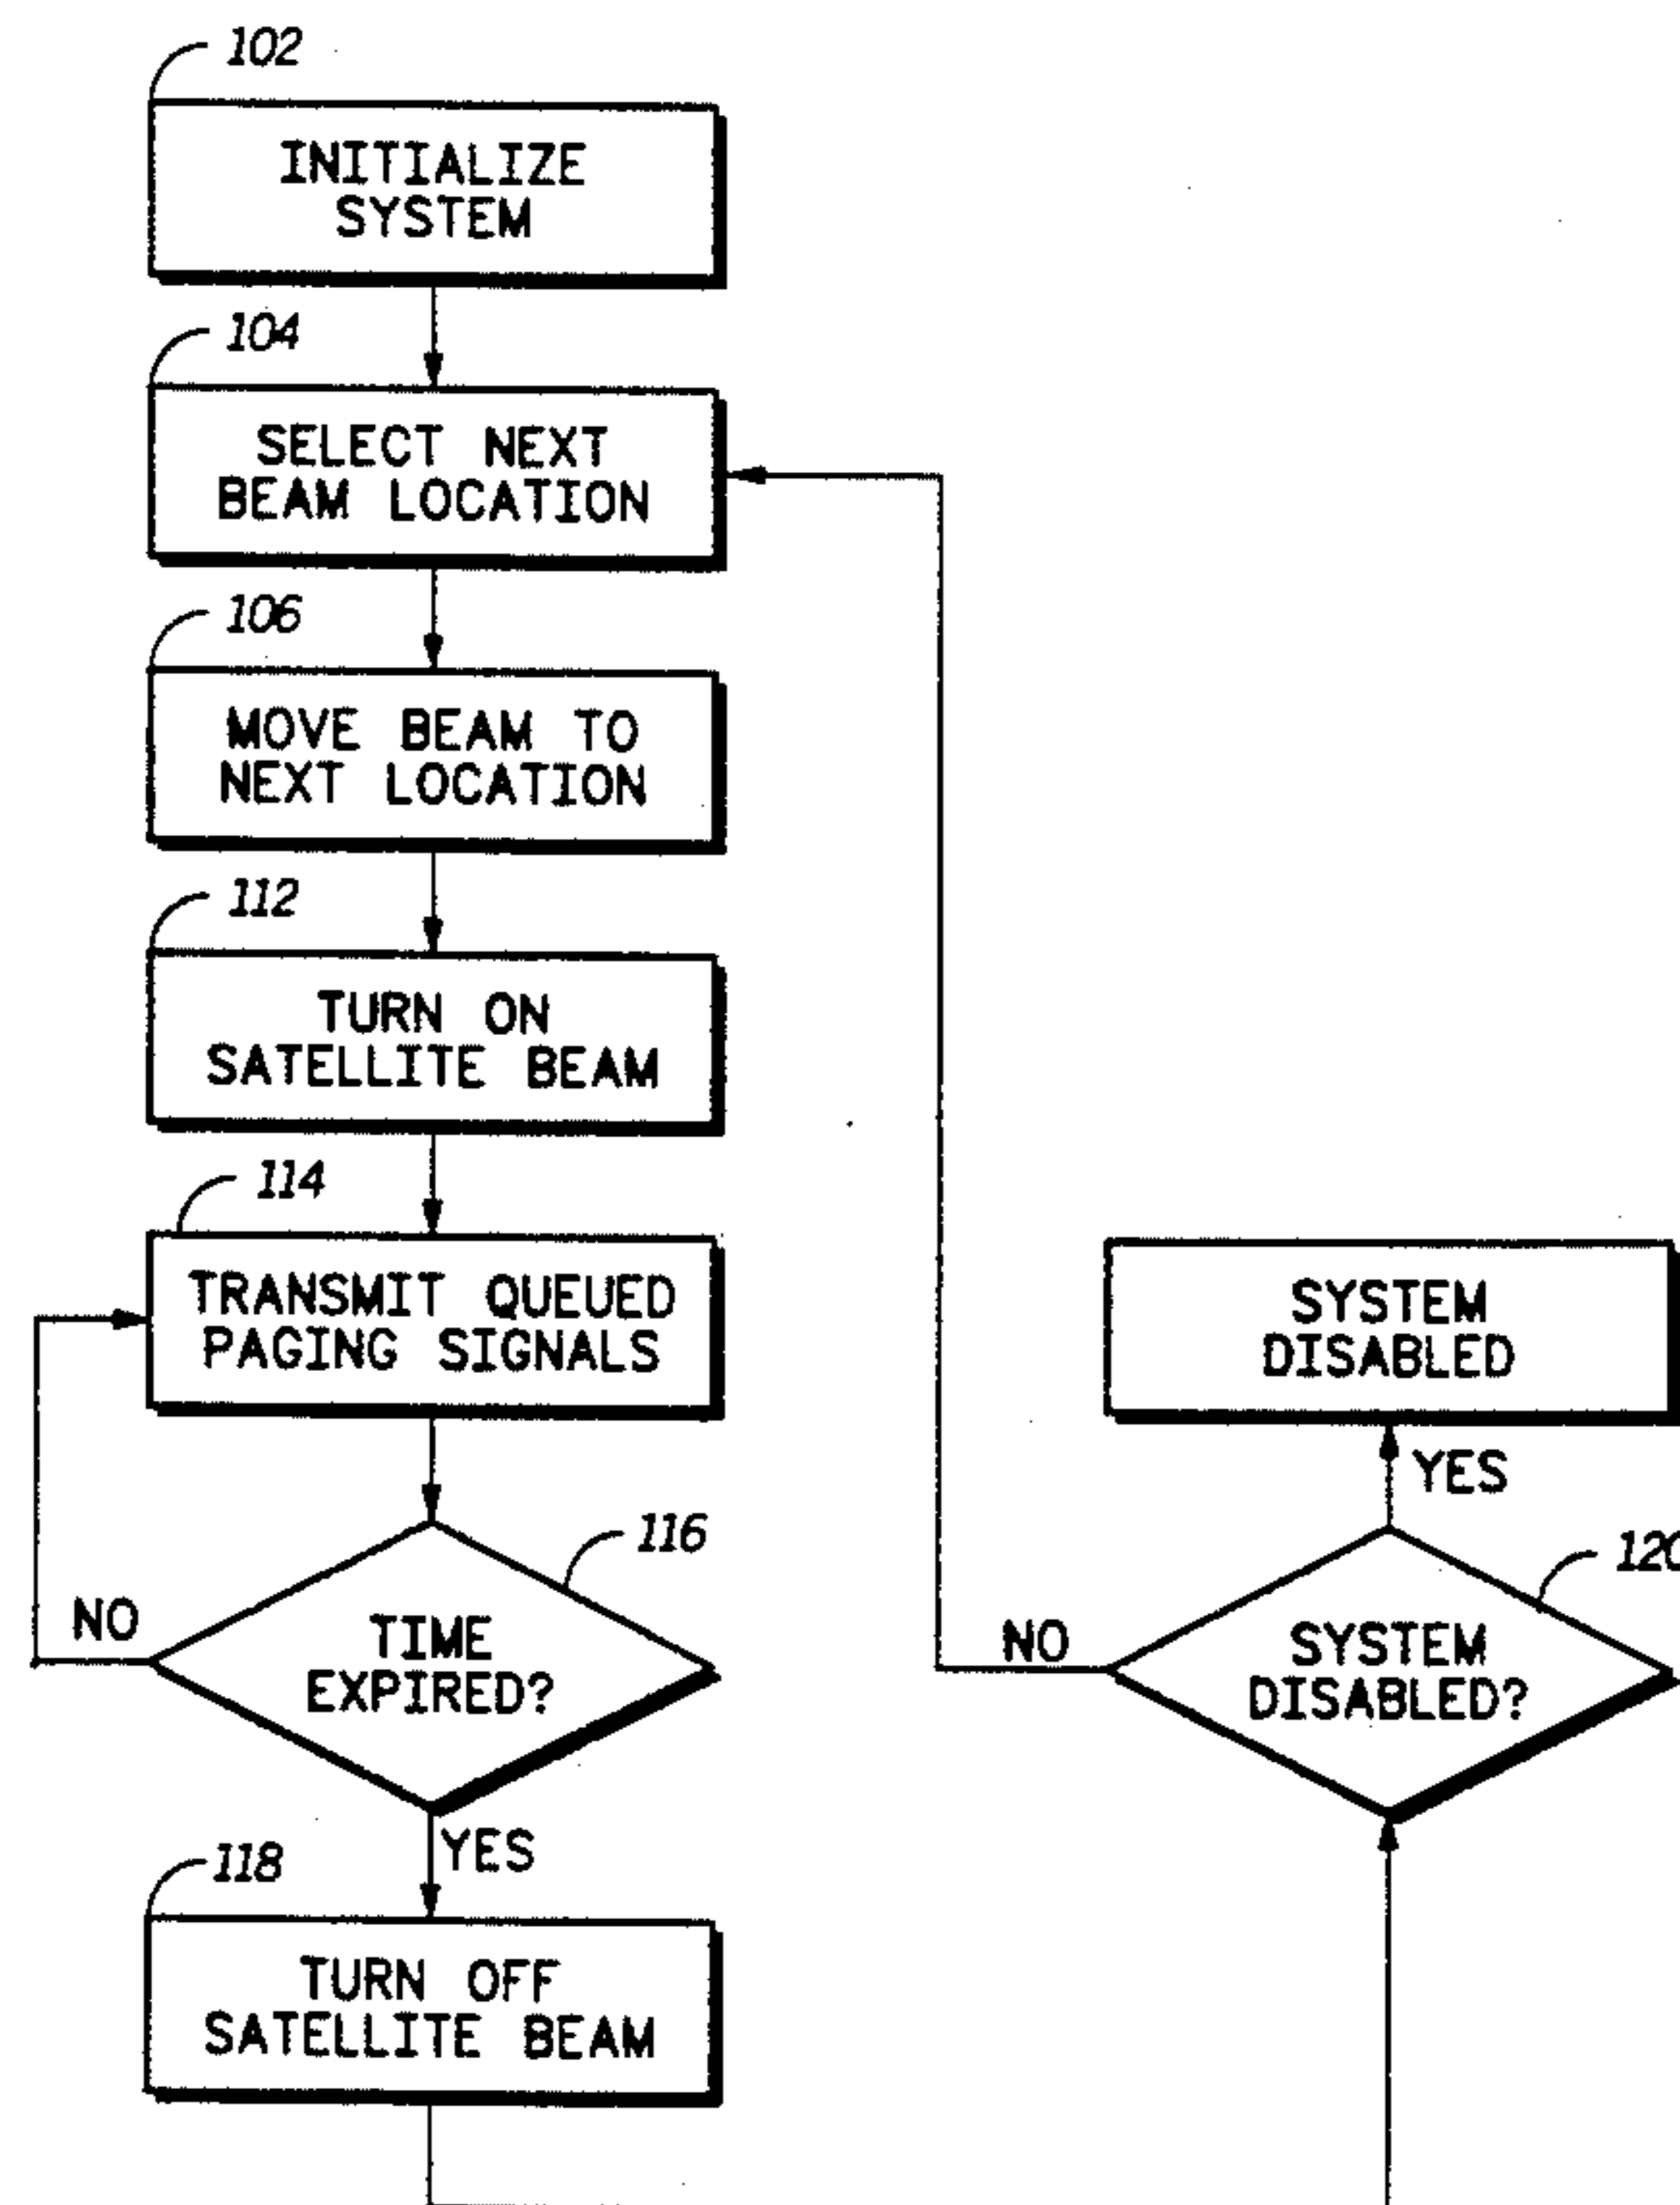 102
INITIALIZE
SYSTEM
104
SELECT NEXT
BEAM LOCATION
106
MOVE BEAM TO
NEXT LOCATION
112
TURN ON
SATELLITE BEAM
114
TRANSMIT QUEUED
PAGING SIGNALS
116
TIME
EXPIRED?
NO
YES
118
TURN OFF
SATELLITE BEAM
SYSTEM
DISABLED
YES
120
SYSTEM
DISABLED?
NO